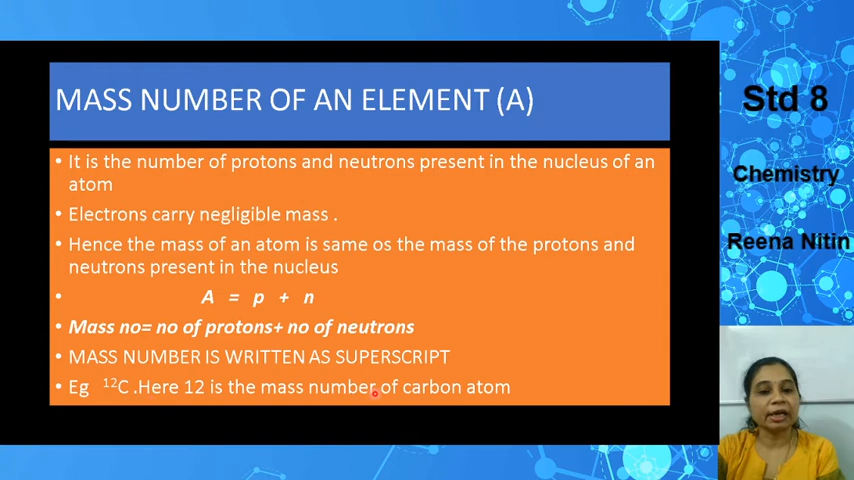 MASS NUMBER OF AN ELEMENT (A)
• It is the number of protons and neutrons present in the nucleus of an
atom
• Electrons carry negligible mass .
• Hence the mass of an atom is same os the mass of the protons and
neutrons present in the nucleus
• A = p + n
• Mass no= no of protons+ no of neutrons
• MASS NUMBER IS WRITTEN AS SUPERSCRIPT
• Eg ¹²C .Here 12 is the mass number of carbon atom
Std 8
Chemistry
Reena Nitin